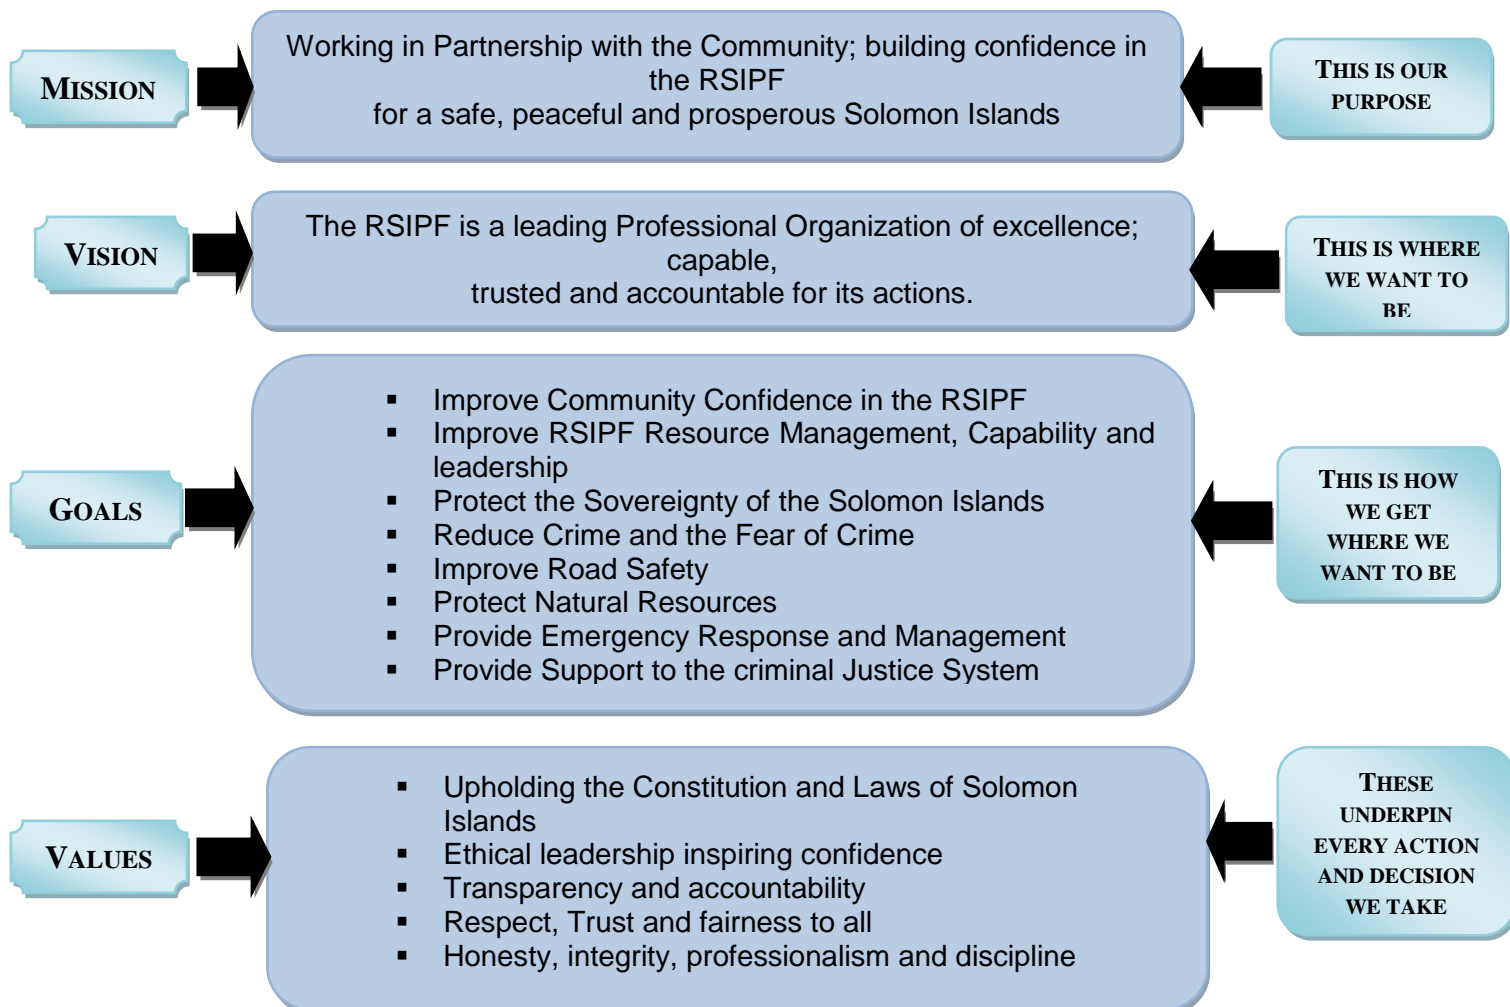 MISSION
Working in Partnership with the Community; building confidence in
the RSIPF
for a safe, peaceful and prosperous Solomon Islands
THIS IS OUR
PURPOSE
VISION
The RSIPF is a leading Professional Organization of excellence;
capable,
trusted and accountable for its actions.
THIS IS WHERE
WE WANT TO
BE
GOALS
▪ Improve Community Confidence in the RSIPF
▪ Improve RSIPF Resource Management, Capability and
leadership
▪ Protect the Sovereignty of the Solomon Islands
▪ Reduce Crime and the Fear of Crime
▪ Improve Road Safety
▪ Protect Natural Resources
▪ Provide Emergency Response and Management
▪ Provide Support to the criminal Justice System
THIS IS HOW
WE GET
WHERE WE
WANT TO BE
VALUES
▪ Upholding the Constitution and Laws of Solomon
Islands
▪ Ethical leadership inspiring confidence
▪ Transparency and accountability
▪ Respect, Trust and fairness to all
▪ Honesty, integrity, professionalism and discipline
THESE
UNDERPIN
EVERY ACTION
AND DECISION
WE TAKE